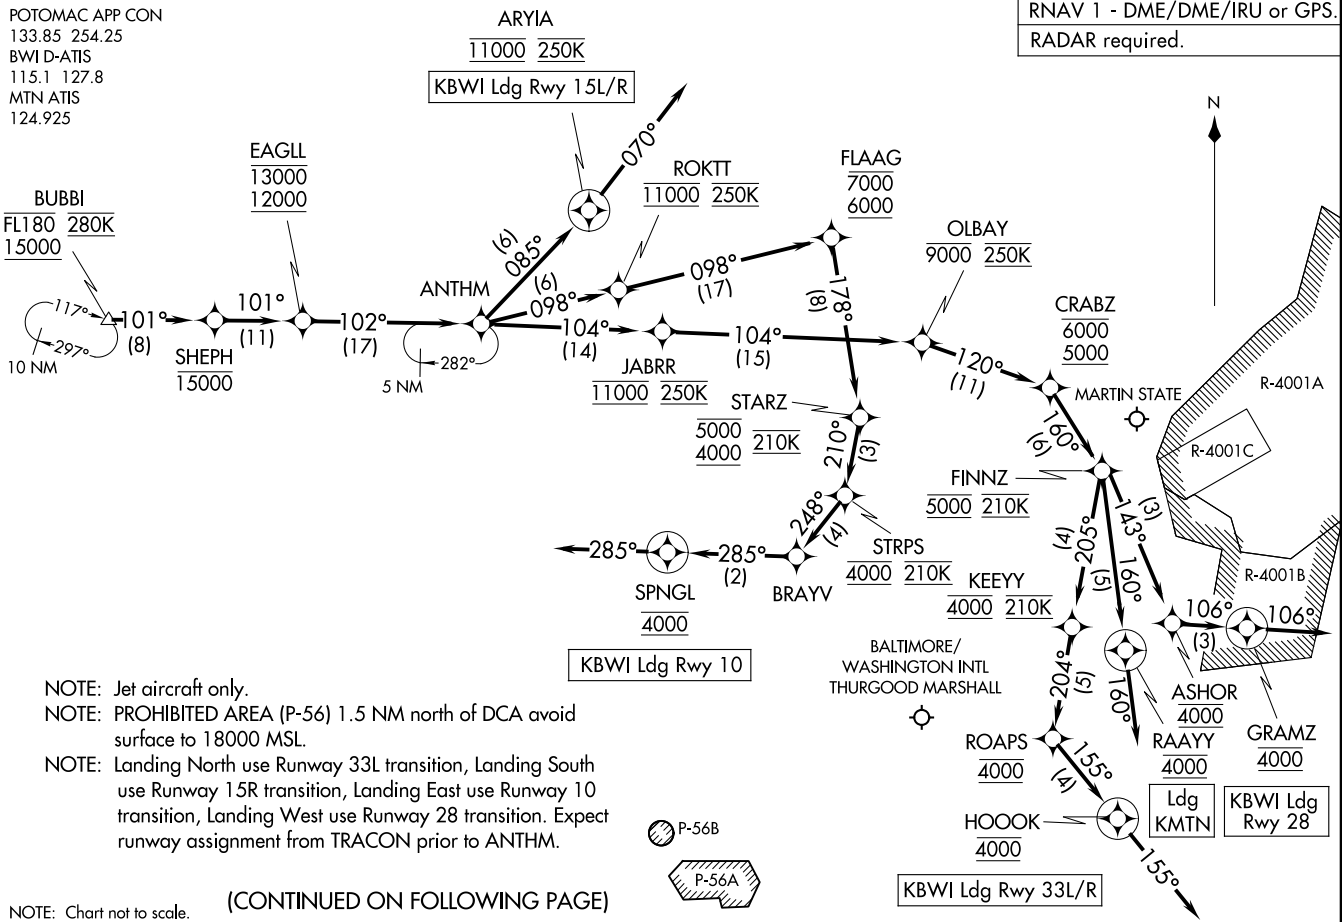 POTOMAC APP CON
133.85 254.25
BWI D-ATIS
115.1 127.8
MTN ATIS
124.925
RNAV 1 - DME/DME/IRU or GPS.
RADAR required.
ARYIA
11000 250K
KBWI Ldg Rwy 15L/R
070°
N
EAGLL
13000
12000
ROKTT
11000 250K
FLAAG
7000
6000
BUBBI
FL180 280K
15000
OLBAY
9000 250K
(6)
085°
ANTHM
(6)
098°
098°
(17)
178°
(8)
CRABZ
6000
5000
117°
297°
10 NM
101°
(8)
SHEPH
15000
101°
(11)
102°
(17)
282°
5 NM
104°
(14)
JABRR
11000 250K
104°
(15)
120°
(11)
MARTIN STATE
R-4001A
R-4001C
STARZ
5000 210K
4000
210°
(3)
160°
(6)
FINNZ
5000 210K
143°
(3)
248°
(4)
STRPS
4000 210K
205°
(4)
160°
(5)
285°
285°
(2)
SPNGL
4000
BRAYV
KBWI Ldg Rwy 10
KEEYY
4000 210K
R-4001B
106°
(3)
106°
BALTIMORE/
WASHINGTON INTL
THURGOOD MARSHALL
204°
(5)
160°
ASHOR
4000
GRAMZ
4000
ROAPS
4000
RAAYY
4000
155°
(4)
Ldg
KMTN
KBWI Ldg
Rwy 28
HOOOK
4000
155°
KBWI Ldg Rwy 33L/R
NOTE: Jet aircraft only.
NOTE: PROHIBITED AREA (P-56) 1.5 NM north of DCA avoid
surface to 18000 MSL.
NOTE: Landing North use Runway 33L transition, Landing South
use Runway 15R transition, Landing East use Runway 10
transition, Landing West use Runway 28 transition. Expect
runway assignment from TRACON prior to ANTHM.
P-56B
P-56A
(CONTINUED ON FOLLOWING PAGE)
NOTE: Chart not to scale.